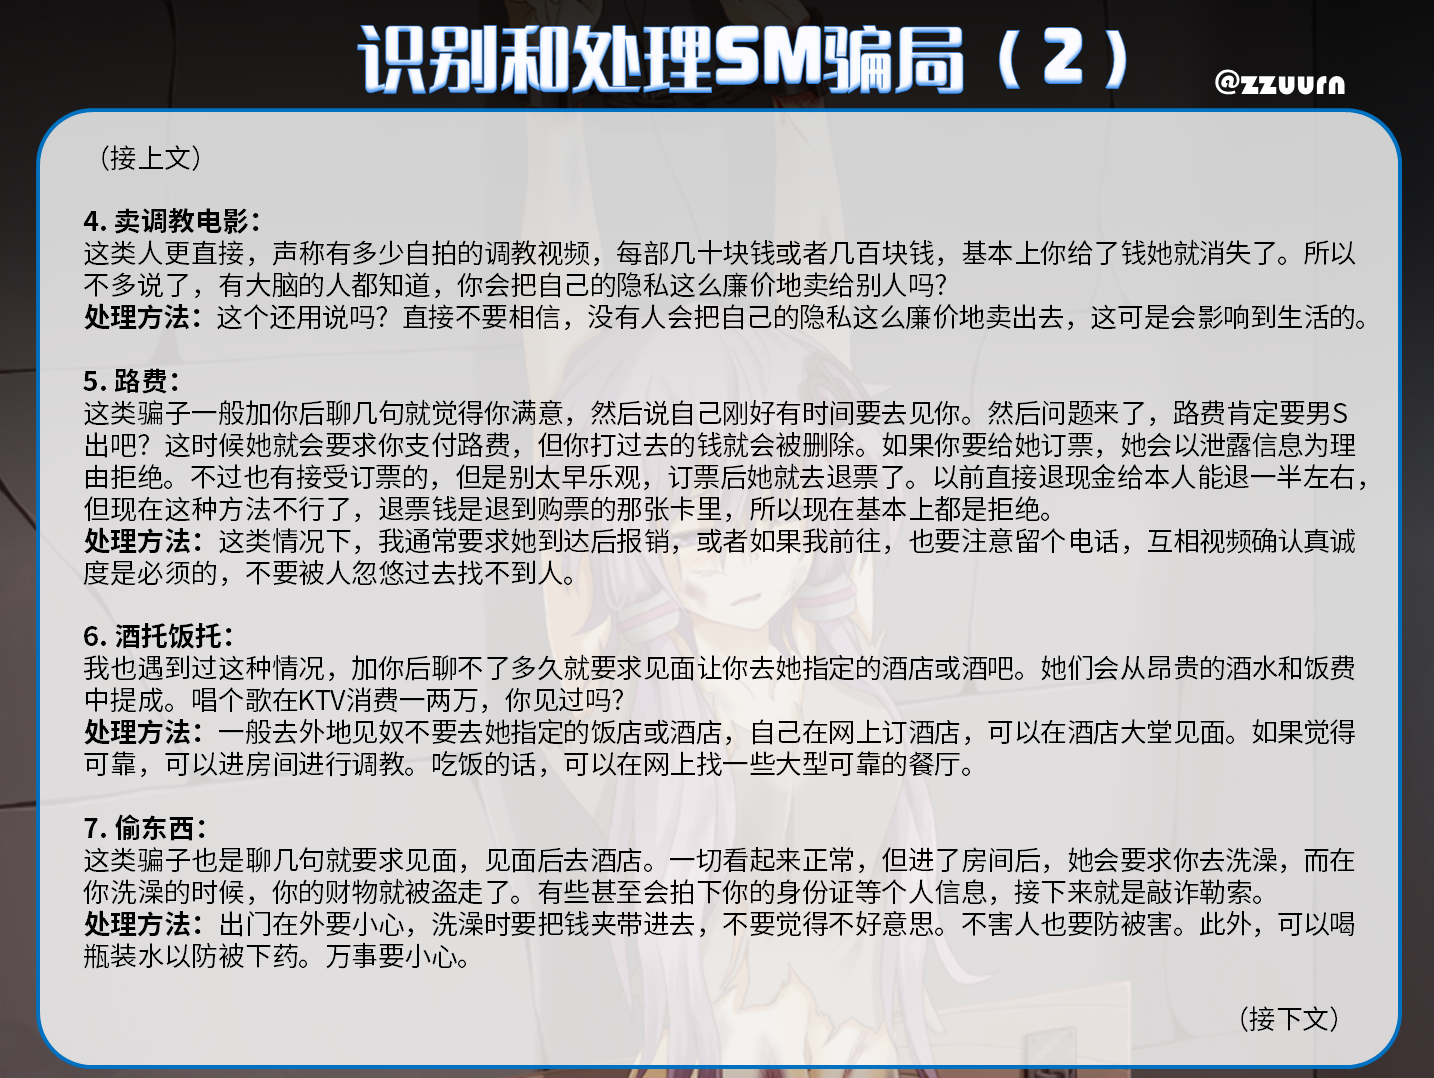 识别和处理SM骗局（2）
@zzuurn
（接上文）
4. 卖调教电影：
这类人更直接，声称有多少自拍的调教视频，每部几十块钱或者几百块钱，基本上你给了钱她就消失了。所以
不多说了，有大脑的人都知道，你会把自己的隐私这么廉价地卖给别人吗？
处理方法：这个还用说吗？直接不要相信，没有人会把自己的隐私这么廉价地卖出去，这可是会影响到生活的。
5. 路费：
这类骗子一般加你后聊几句就觉得你满意，然后说自己刚好有时间要去见你。然后问题来了，路费肯定要男S
出吧？这时候她就会要求你支付路费，但你打过去的钱就会被删除。如果你要给她订票，她会以泄露信息为理
由拒绝。不过也有接受订票的，但是别太早乐观，订票后她就去退票了。以前直接退现金给本人能退一半左右，
但现在这种方法不行了，退票钱是退到购票的那张卡里，所以现在基本上都是拒绝。
处理方法：这类情况下，我通常要求她到达后报销，或者如果我前往，也要注意留个电话，互相视频确认真诚
度是必须的，不要被人忽悠过去找不到人。
6. 酒托饭托：
我也遇到过这种情况，加你后聊不了多久就要求见面让你去她指定的酒店或酒吧。她们会从昂贵的酒水和饭费
中提成。唱个歌在KTV消费一两万，你见过吗？
处理方法：一般去外地见奴不要去她指定的饭店或酒店，自己在网上订酒店，可以在酒店大堂见面。如果觉得
可靠，可以进房间进行调教。吃饭的话，可以在网上找一些大型可靠的餐厅。
7. 偷东西：
这类骗子也是聊几句就要求见面，见面后去酒店。一切看起来正常，但进了房间后，她会要求你去洗澡，而在
你洗澡的时候，你的财物就被盗走了。有些甚至会拍下你的身份证等个人信息，接下来就是敲诈勒索。
处理方法：出门在外要小心，洗澡时要把钱夹带进去，不要觉得不好意思。不害人也要防被害。此外，可以喝
瓶装水以防被下药。万事要小心。
（接下文）